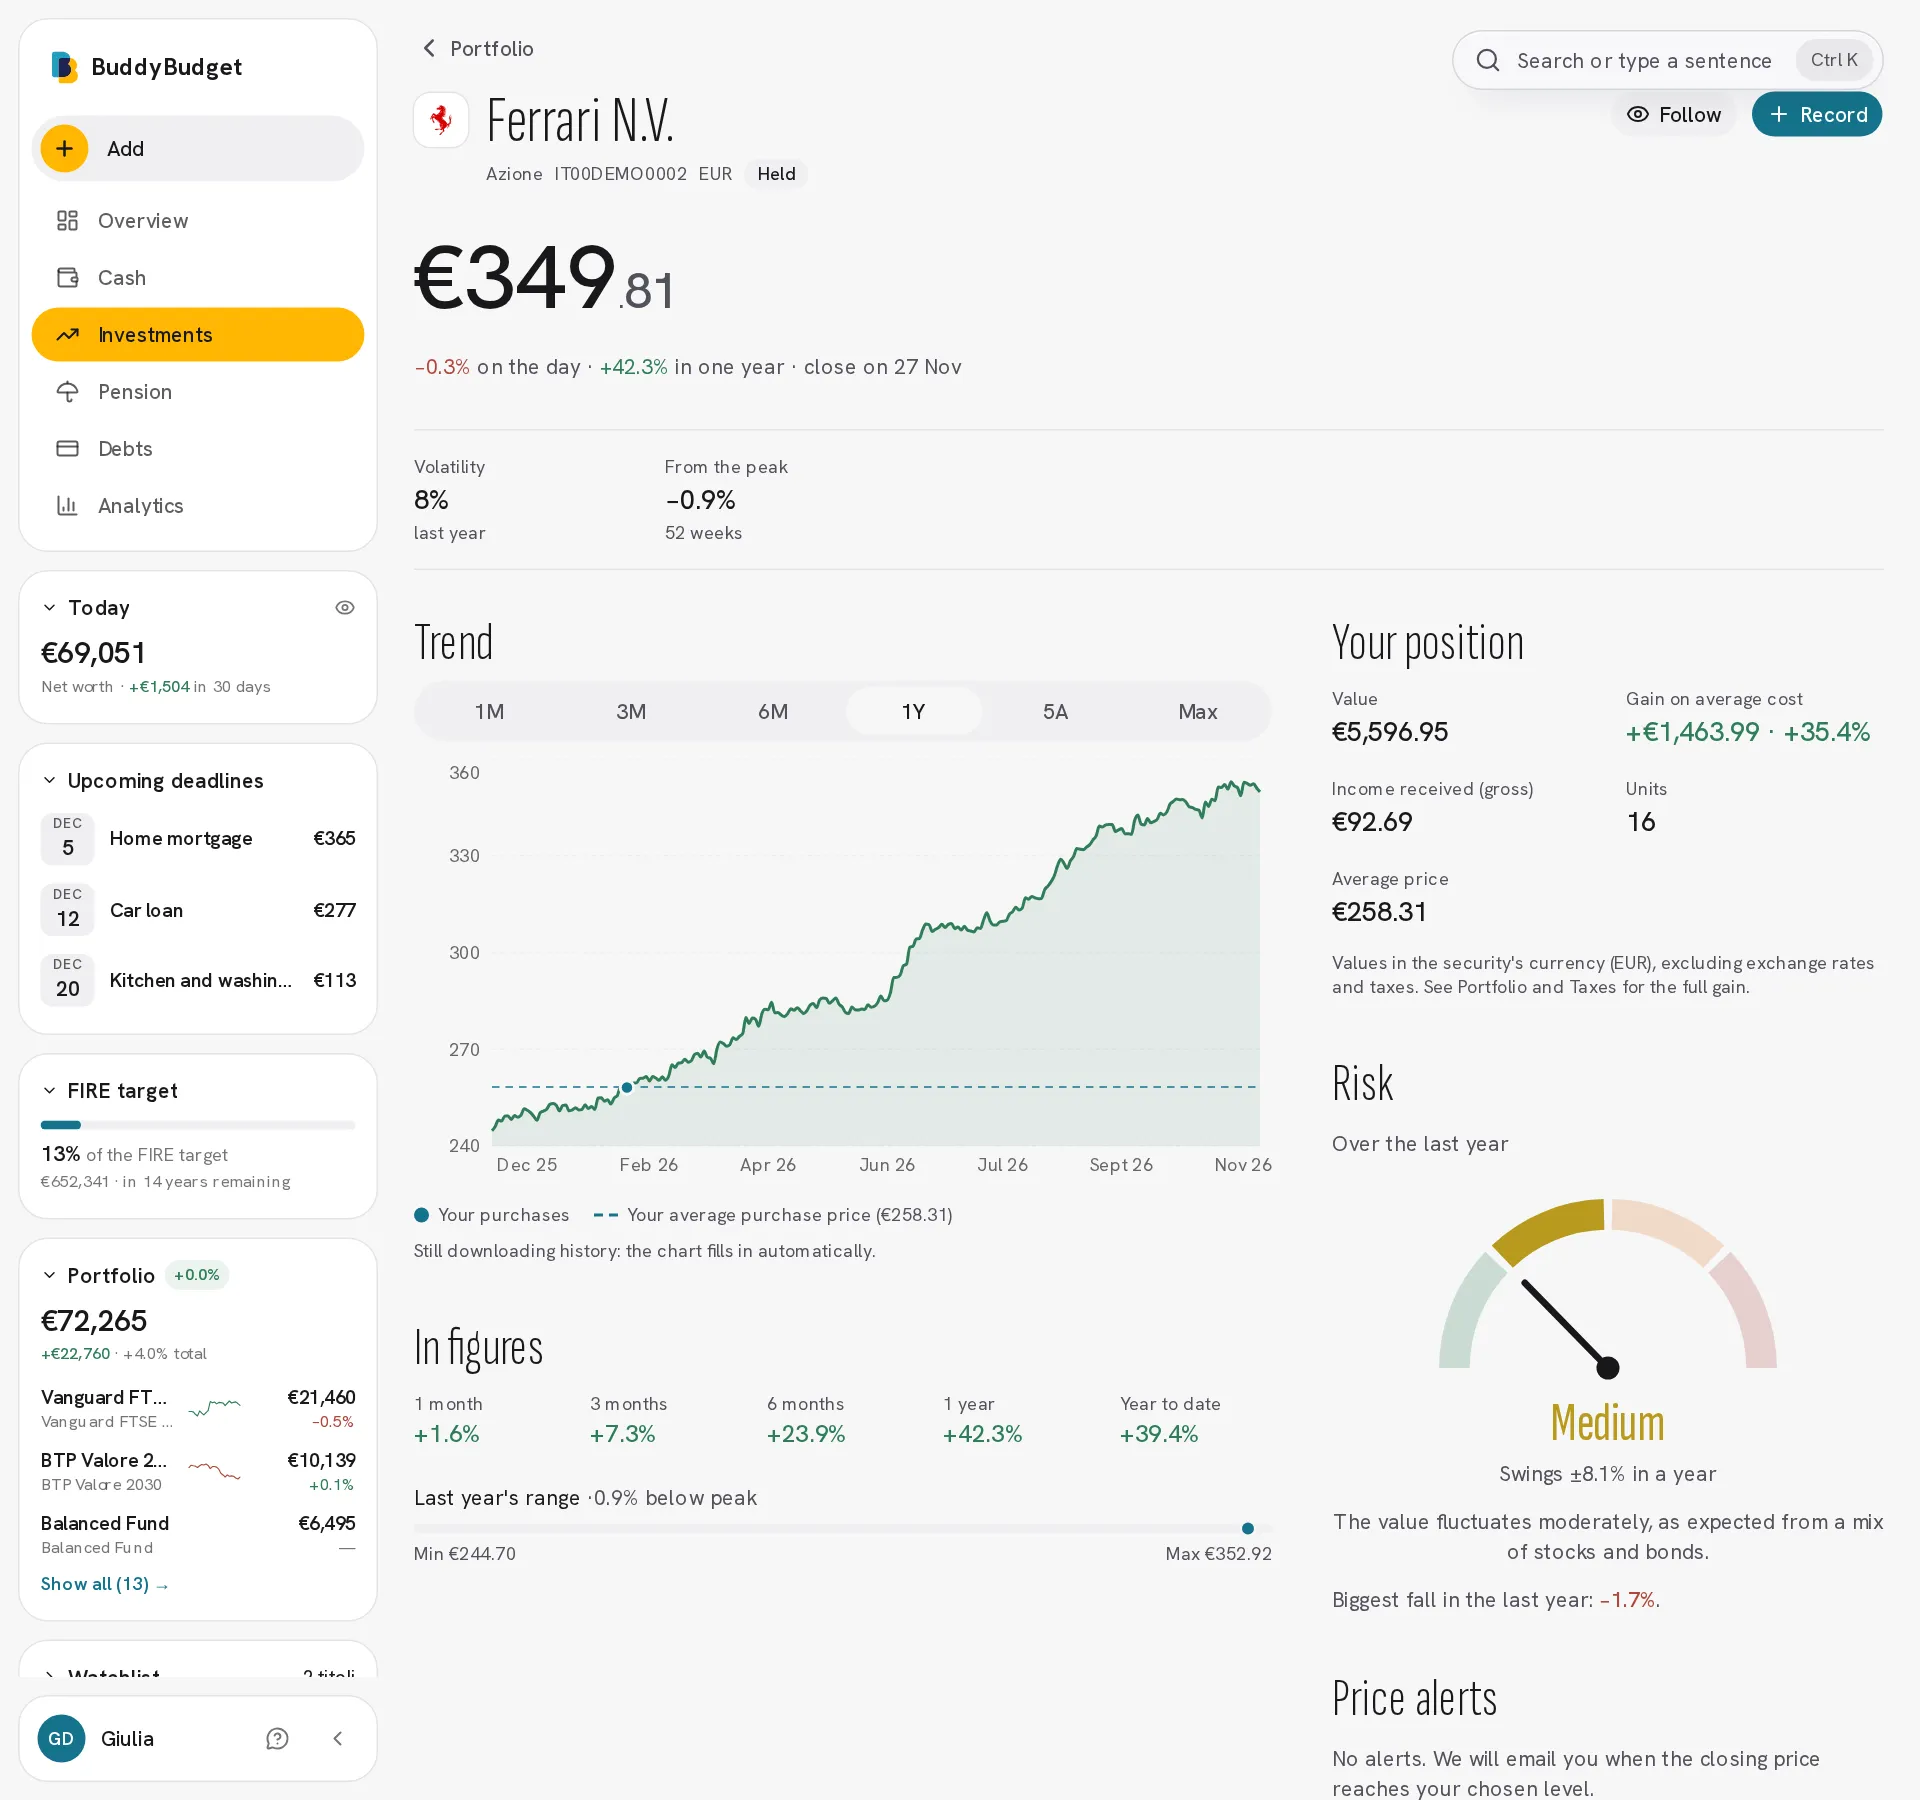 BuddyBudget
Add
Overview
Cash
Investments
Pension
Debts
Analytics
Today
€69,051
Net worth · +€1,504 in 30 days
Upcoming deadlines
DEC
5
Home mortgage
€365
DEC
12
Car loan
€277
DEC
20
Kitchen and washin...
€113
FIRE target
13% of the FIRE target
€652,341 · in 14 years remaining
Portfolio
+0.0%
€72,265
+€22,760 · +4.0% total
Vanguard FT...
€21,460
Vanguard FTSE ...
−0.5%
BTP Valore 2...
€10,139
BTP Valore 2030
+0.1%
Balanced Fund
€6,495
Balanced Fund
—
Show all (13) →
Watchlist
2 titoli
GD
Giulia
Portfolio
Search or type a sentence
Ctrl K
Ferrari N.V.
Follow
Record
Azione IT00DEMO0002 EUR Held
€349.81
−0.3% on the day · +42.3% in one year · close on 27 Nov
Volatility
8%
last year
From the peak
−0.9%
52 weeks
Trend
1M 3M 6M 1Y 5A Max
360
330
300
270
240
Dec 25 Feb 26 Apr 26 Jun 26 Jul 26 Sept 26 Nov 26
Your purchases
Your average purchase price (€258.31)
Still downloading history: the chart fills in automatically.
In figures
1 month 3 months 6 months 1 year Year to date
+1.6% +7.3% +23.9% +42.3% +39.4%
Last year's range ·0.9% below peak
Min €244.70
Max €352.92
Your position
Value
€5,596.95
Gain on average cost
+€1,463.99 · +35.4%
Income received (gross)
€92.69
Units
16
Average price
€258.31
Values in the security's currency (EUR), excluding exchange rates
and taxes. See Portfolio and Taxes for the full gain.
Risk
Over the last year
Medium
Swings ±8.1% in a year
The value fluctuates moderately, as expected from a mix
of stocks and bonds.
Biggest fall in the last year: −1.7%.
Price alerts
No alerts. We will email you when the closing price
reaches your chosen level.